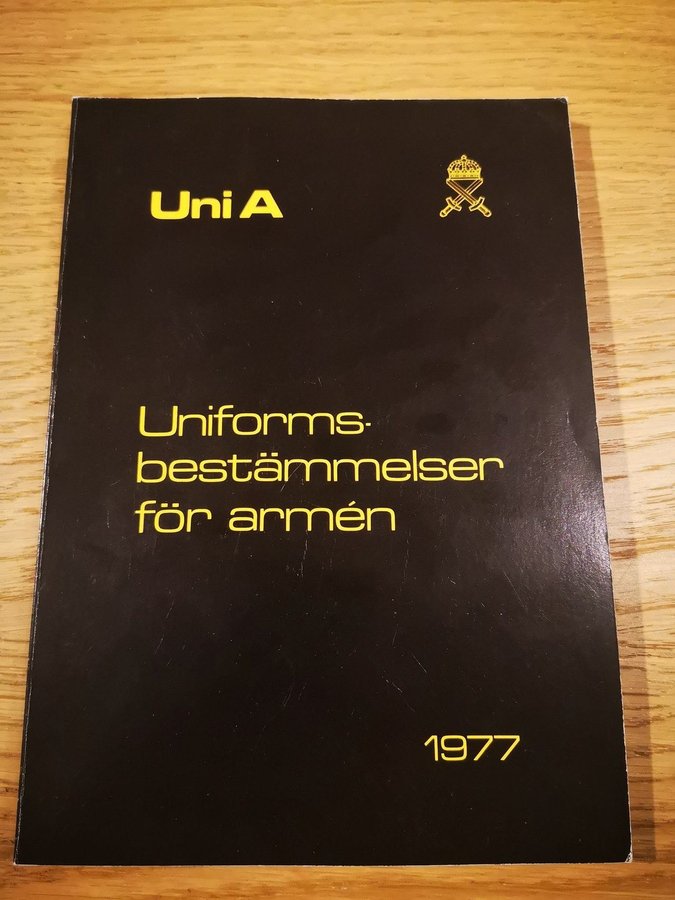 Uni A
Uniforms-
bestämmelser
för armén
1977